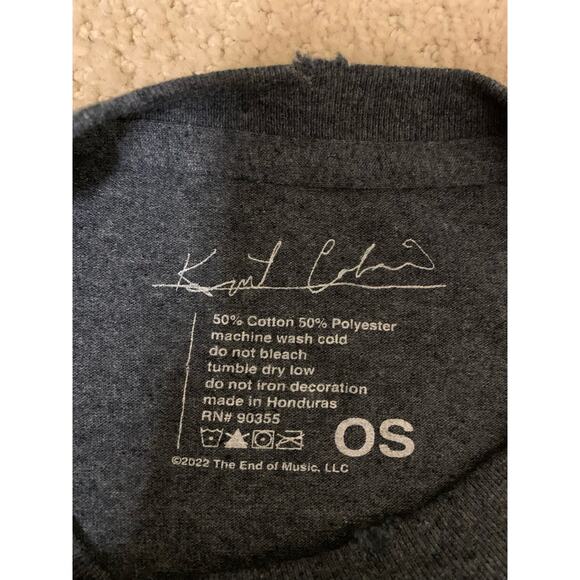 Kurt Cobain
50% Cotton 50% Polyester
machine wash cold
do not bleach
tumble dry low
do not iron decoration
made in Honduras
RN# 90355
OS
©2022 The End of Music, LLC